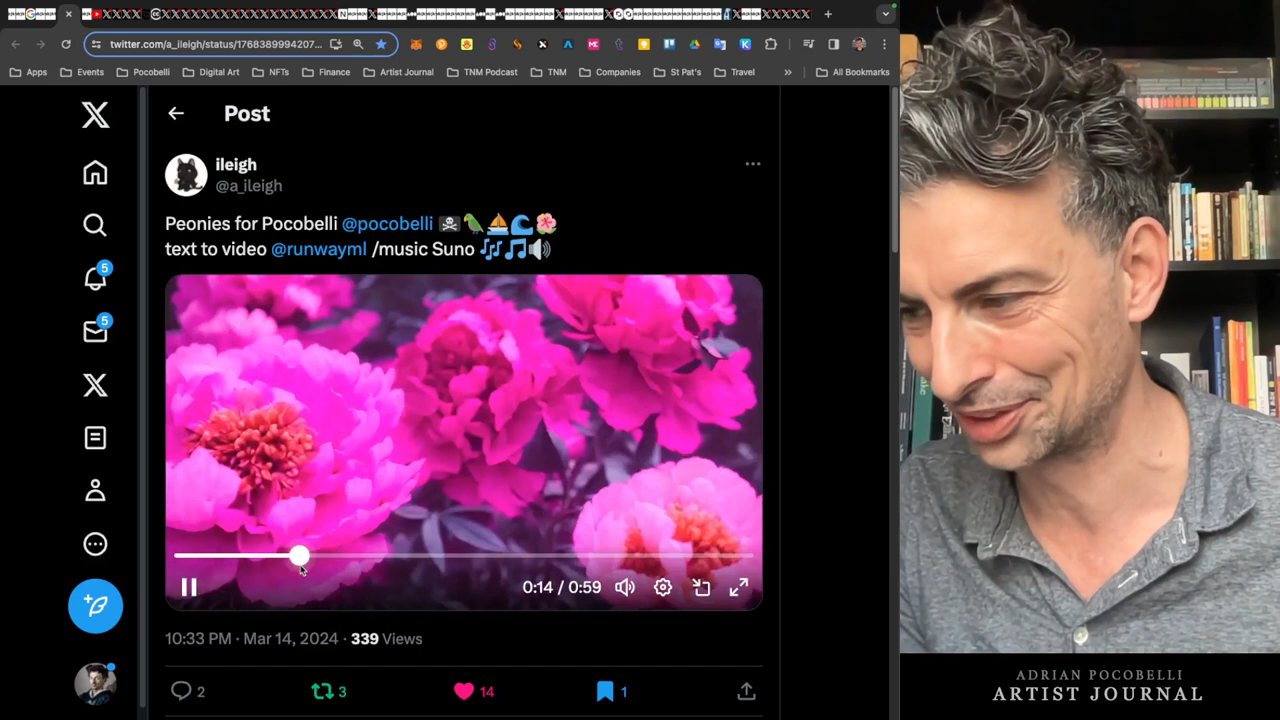 twitter.com/a_ileigh/status/1768389994207...
Apps
Events
Pocobelli
Digital Art
NFTs
Finance
Artist Journal
TNM Podcast
TNM
Companies
St Pat's
Travel
»
All Bookmarks
Post
ileigh
@a_ileigh
Peonies for Pocobelli @pocobelli 🏴‍☠️🦜⛵🌊🌺
text to video @runwayml /music Suno 🎶🎵🔊
5
5
0:14 / 0:59
10:33 PM · Mar 14, 2024 · 339 Views
2
3
14
1
ADRIAN POCOBELLI
ARTIST JOURNAL